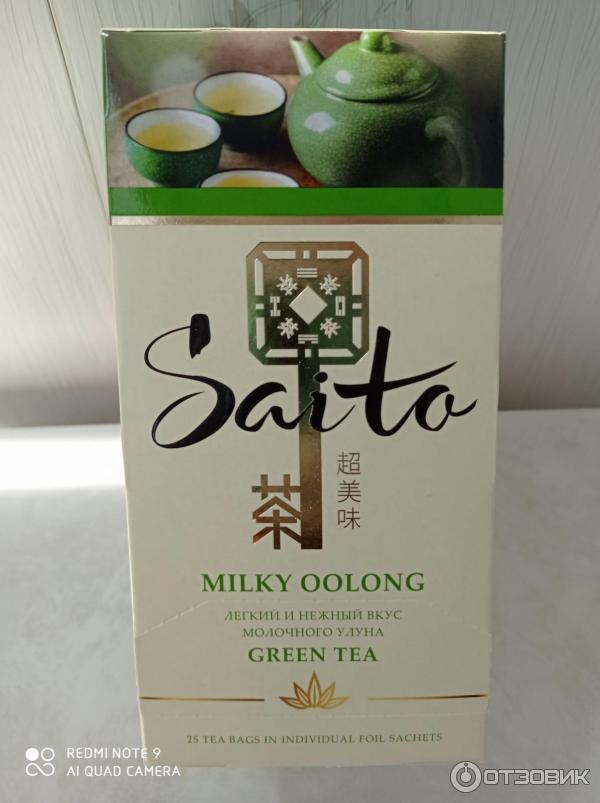 Saito
茶
超美味
MILKY OOLONG
ЛЕГКИЙ И НЕЖНЫЙ ВКУС
МОЛОЧНОГО УЛУНА
GREEN TEA
25 TEA BAGS IN INDIVIDUAL FOIL SACHETS
REDMI NOTE 9
AI QUAD CAMERA
ОТЗОВИК